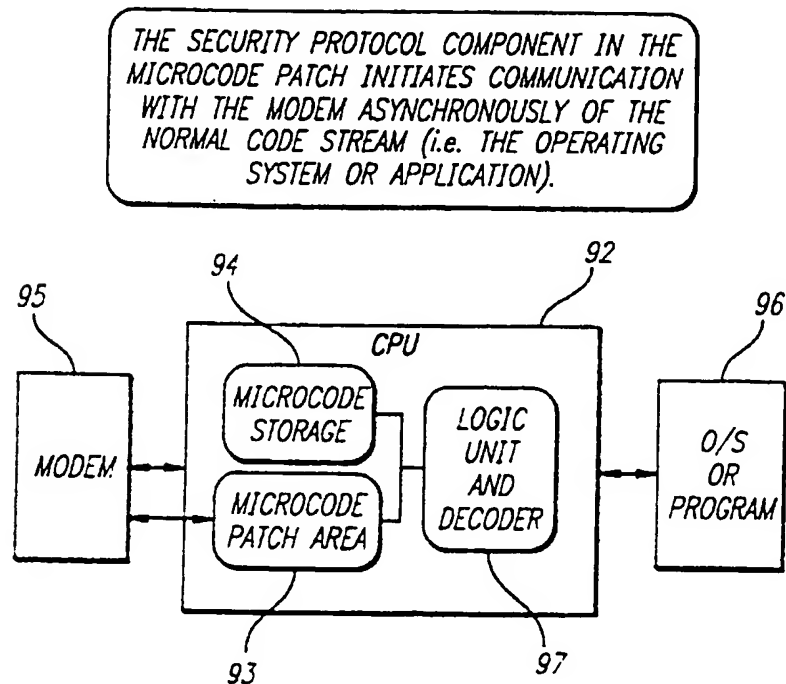 THE SECURITY PROTOCOL COMPONENT IN THE
MICROCODE PATCH INITIATES COMMUNICATION
WITH THE MODEM ASYNCHRONOUSLY OF THE
NORMAL CODE STREAM (i.e. THE OPERATING
SYSTEM OR APPLICATION).
94
92
95
96
CPU
MICROCODE
STORAGE
LOGIC
UNIT
AND
DECODER
MODEM
O/S
OR
PROGRAM
MICROCODE
PATCH AREA
93
97